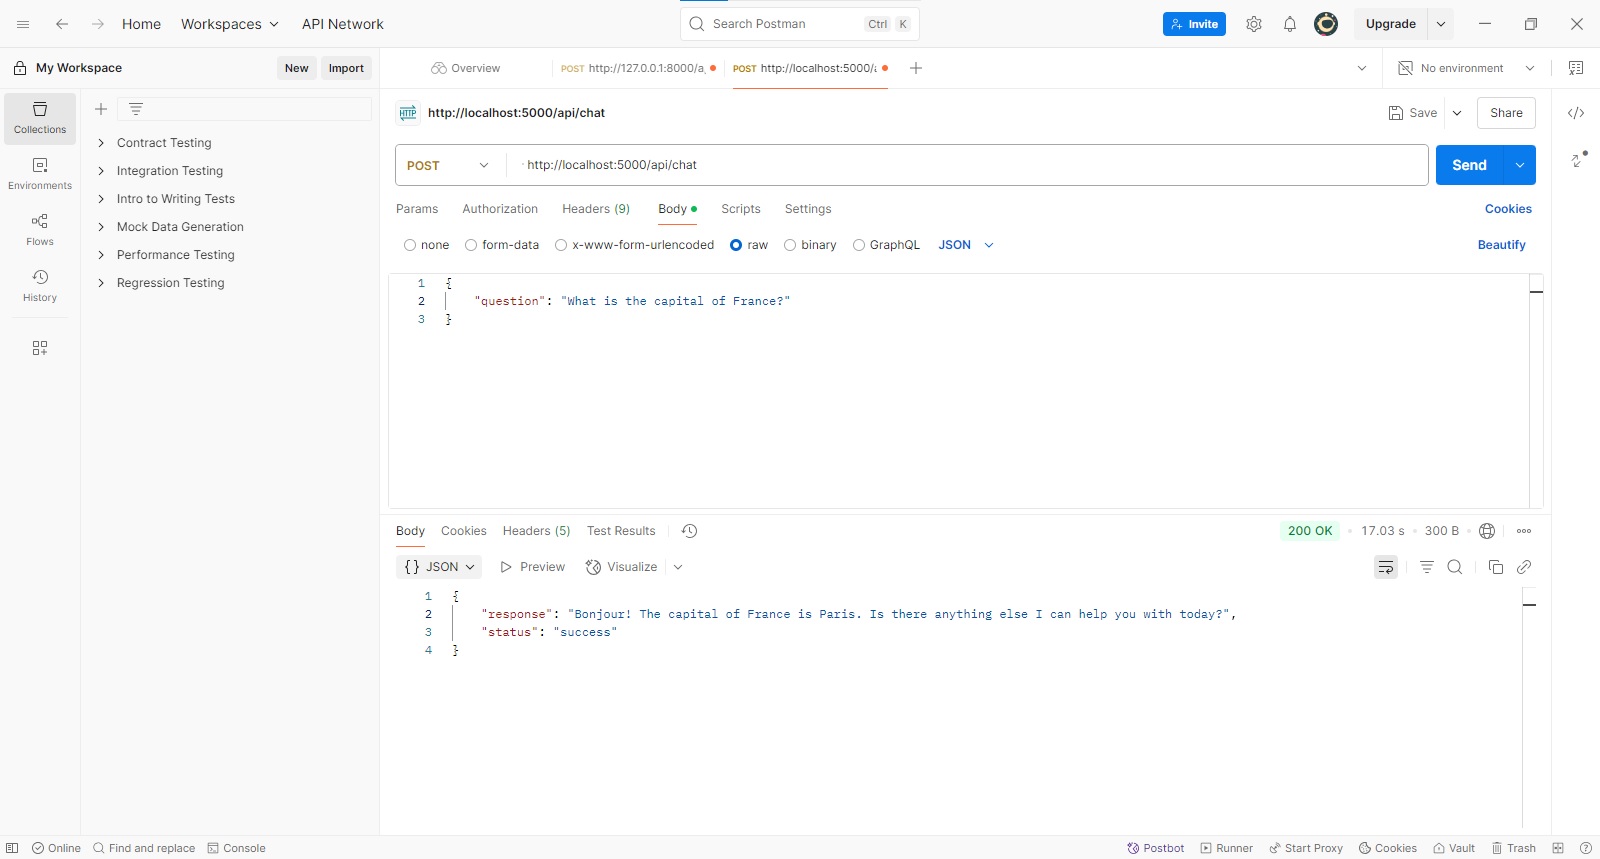 Home Workspaces API Network Search Postman Ctrl K Invite Upgrade
My Workspace New Import Overview POST http://127.0.0.1:8000/a POST http://localhost:5000/a No environment
HTTP http://localhost:5000/api/chat Save Share
Collections
Environments
Flows
History
Contract Testing
Integration Testing
Intro to Writing Tests
Mock Data Generation
Performance Testing
Regression Testing
POST http://localhost:5000/api/chat Send
Params Authorization Headers (9) Body Scripts Settings Cookies
none form-data x-www-form-urlencoded raw binary GraphQL JSON Beautify
1 {
2 "question": "What is the capital of France?"
3 }
Body Cookies Headers (5) Test Results 200 OK • 17.03 s • 300 B •
{} JSON Preview Visualize
1 {
2 "response": "Bonjour! The capital of France is Paris. Is there anything else I can help you with today?",
3 "status": "success"
4 }
Online Find and replace Console Postbot Runner Start Proxy Cookies Vault Trash